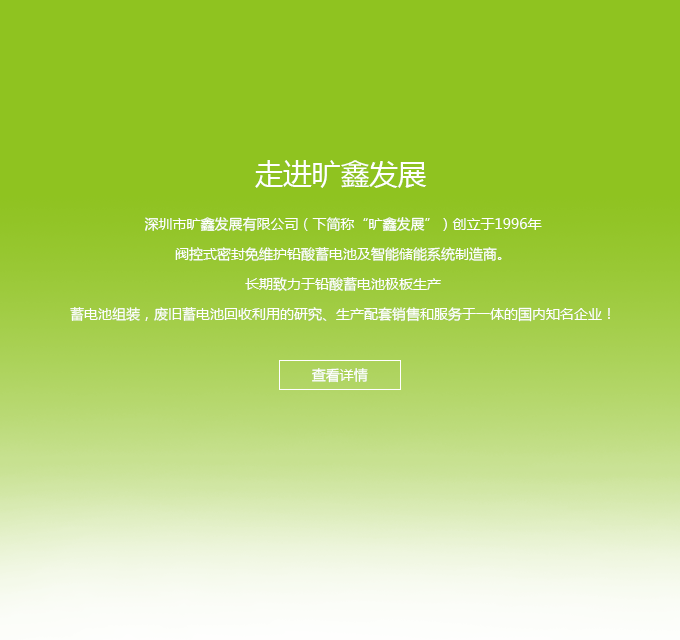 走进旷鑫发展
深圳市旷鑫发展有限公司（下简称“旷鑫发展”）创立于1996年
阀控式密封免维护铅酸蓄电池及智能储能系统制造商。
长期致力于铅酸蓄电池极板生产
蓄电池组装，废旧蓄电池回收利用的研究、生产配套销售和服务于一体的国内知名企业！
查看详情